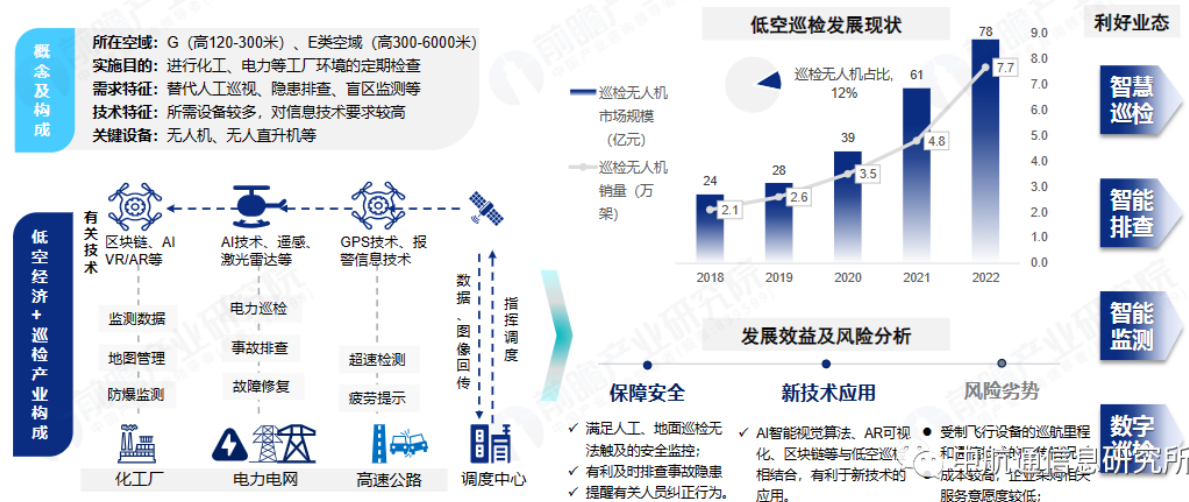 概念及构成
所在空域：G（高120-300米）、E类空域（高300-6000米）
实施目的：进行化工、电力等工厂环境的定期检查
需求特征：替代人工巡视、隐患排查、盲区监测等
技术特征：所需设备较多，对信息技术要求较高
关键设备：无人机、无人直升机等
低空经济+巡检产业构成
有关技术
区块链、AI
VR/AR等
AI技术、遥感、
激光雷达等
GPS技术、报
警信息技术
监测数据
地图管理
防爆监测
电力巡检
事故排查
故障修复
超速检测
疲劳提示
数据、图像回传
指挥调度
化工厂
电力电网
高速公路
调度中心
低空巡检发展现状
巡检无人机占比，
12%
巡检无人机
市场规模
（亿元）
巡检无人机
销量（万
架）
24
28
39
61
78
2.1
2.6
3.5
4.8
7.7
9.0
8.0
7.0
6.0
5.0
4.0
3.0
2.0
1.0
0.0
2018
2019
2020
2021
2022
发展效益及风险分析
保障安全
✓ 满足人工、地面巡检无
法触及的安全监控；
✓ 有利及时排查事故隐患
✓ 提醒有关人员纠正行为。
新技术应用
✓ AI智能视觉算法、AR可视
化、区块链等与低空巡检
相结合，有利于新技术的
应用。
风险劣势
● 受制飞行设备的巡航里程
● 成本较高，企业采购相关
服务意愿度较低；
利好业态
智慧
巡检
智能
排查
智能
监测
数字
巡检
前瞻产业研究院
航通信息研究所